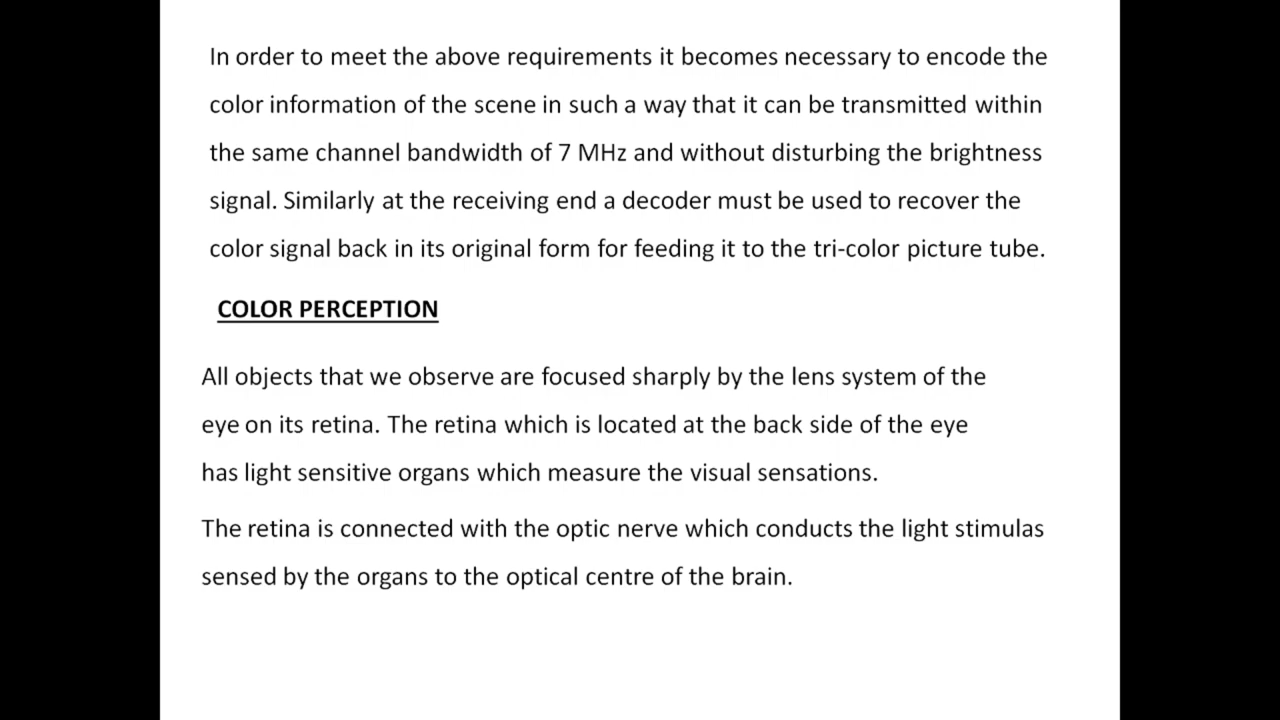 In order to meet the above requirements it becomes necessary to encode the
color information of the scene in such a way that it can be transmitted within
the same channel bandwidth of 7 MHz and without disturbing the brightness
signal. Similarly at the receiving end a decoder must be used to recover the
color signal back in its original form for feeding it to the tri-color picture tube.
COLOR PERCEPTION
All objects that we observe are focused sharply by the lens system of the
eye on its retina. The retina which is located at the back side of the eye
has light sensitive organs which measure the visual sensations.
The retina is connected with the optic nerve which conducts the light stimulas
sensed by the organs to the optical centre of the brain.